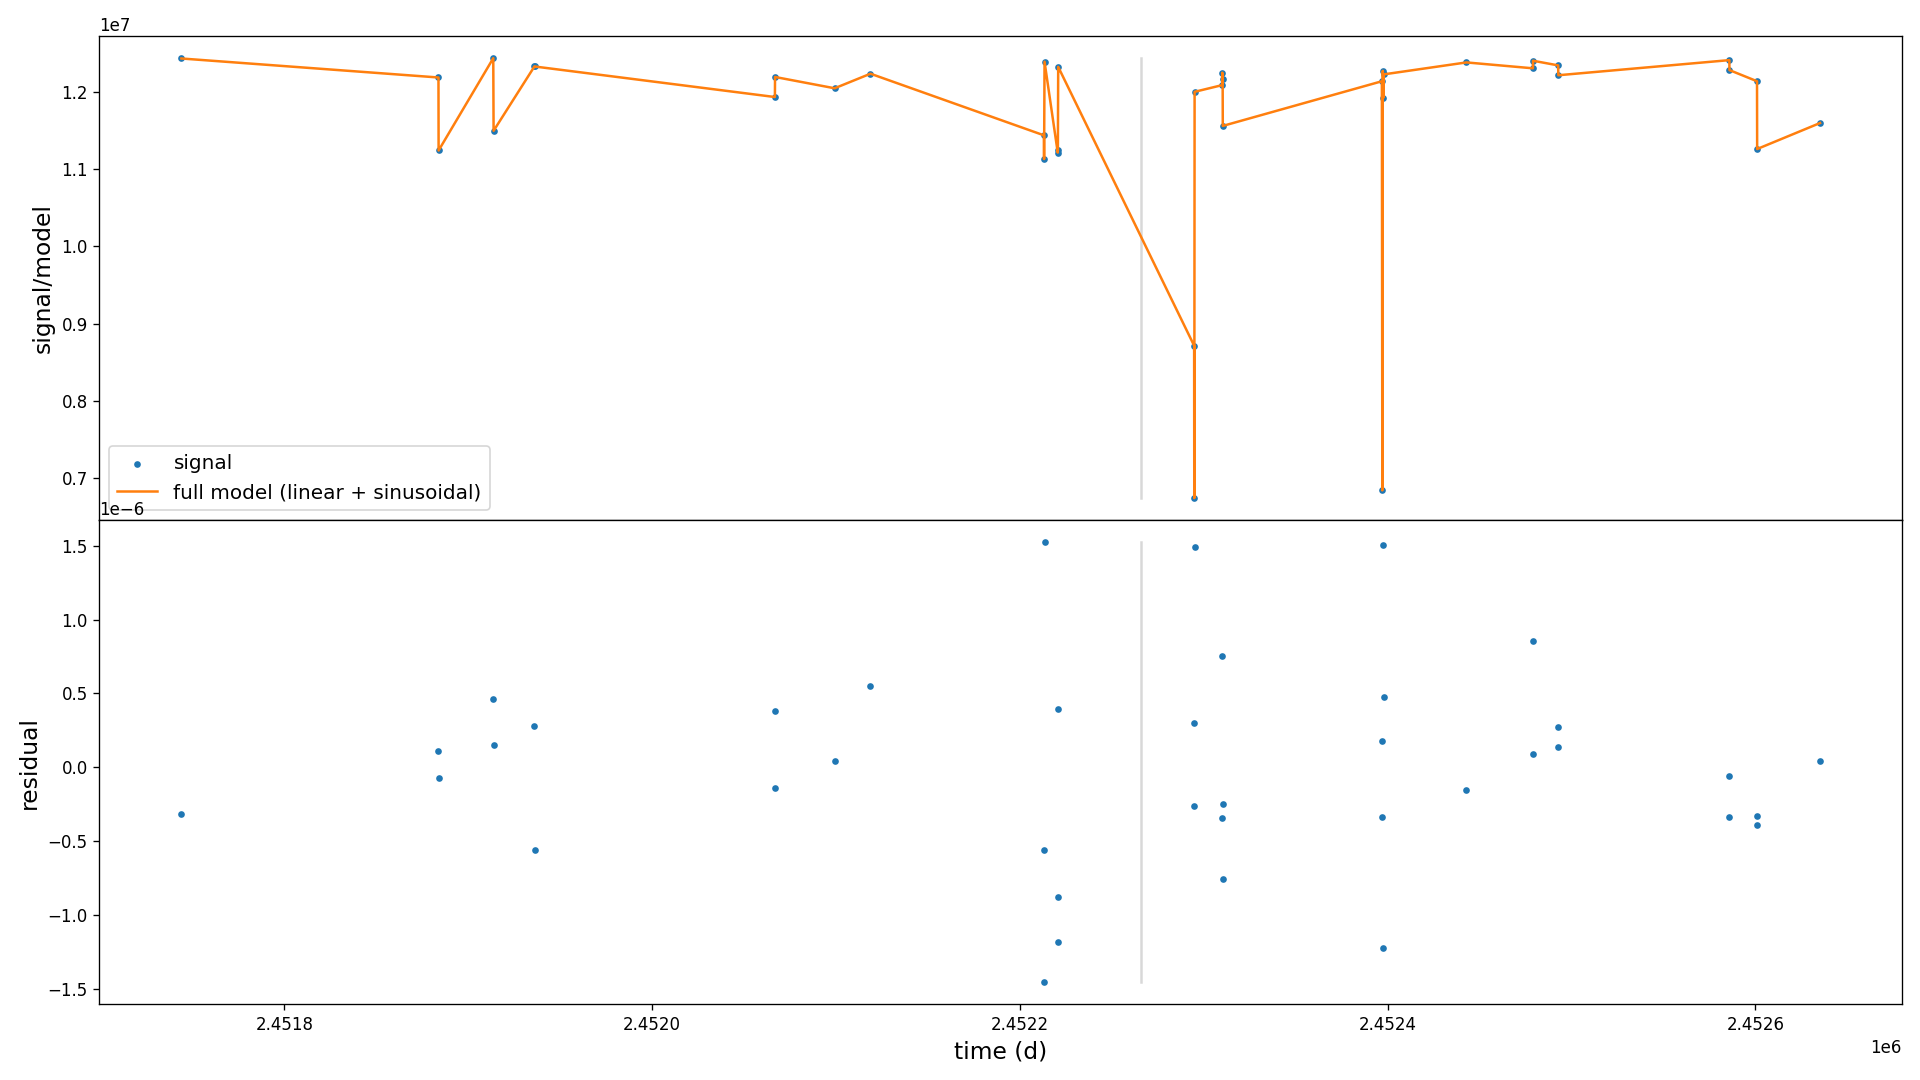 1e7
1.2
1.1
1.0
0.9
0.8
0.7
signal/model
signal
full model (linear + sinusoidal)
1e−6
1.5
1.0
0.5
0.0
−0.5
−1.0
−1.5
residual
2.4518
2.4520
2.4522
2.4524
2.4526
time (d)
1e6